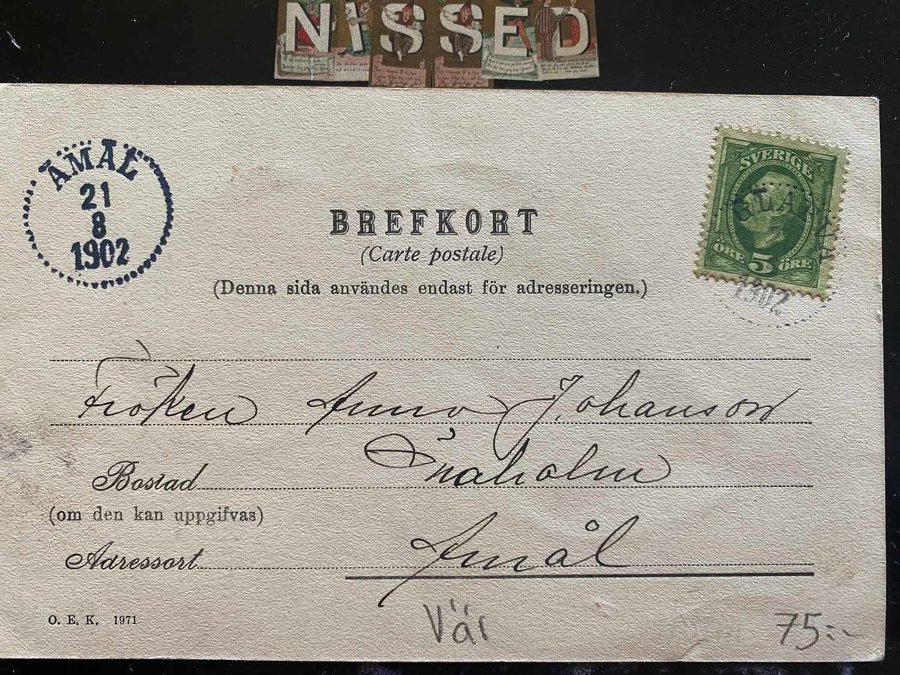 NISSED
ÅMÅL
21
8
1902
SVERIGE
ÖRE 5 ÖRE
1902
BREFKORT
(Carte postale)
(Denna sida användes endast för adresseringen.)
Fröken Anna Johanson
Bostad
(om den kan uppgifvas)
Adressort Åmål
O. E. K. 1971
Vär 75:-